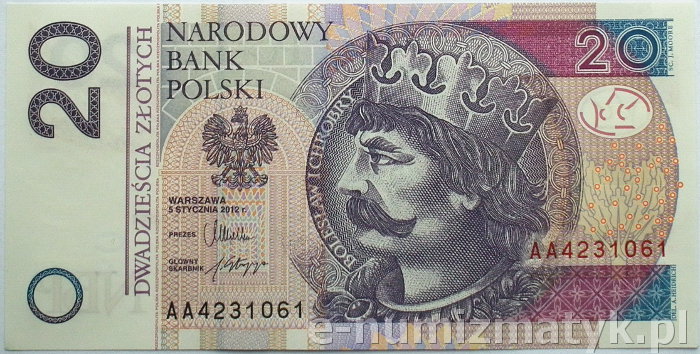 20
DWADZIEŚCIA ZŁOTYCH
NARODOWY
BANK
POLSKI
WARSZAWA
5 STYCZNIA 2012 r.
PREZES
GŁÓWNY
SKARBNIK
AA4231061
BOLESŁAW I CHROBRY
20
AA4231061
e-numizmatyk.pl